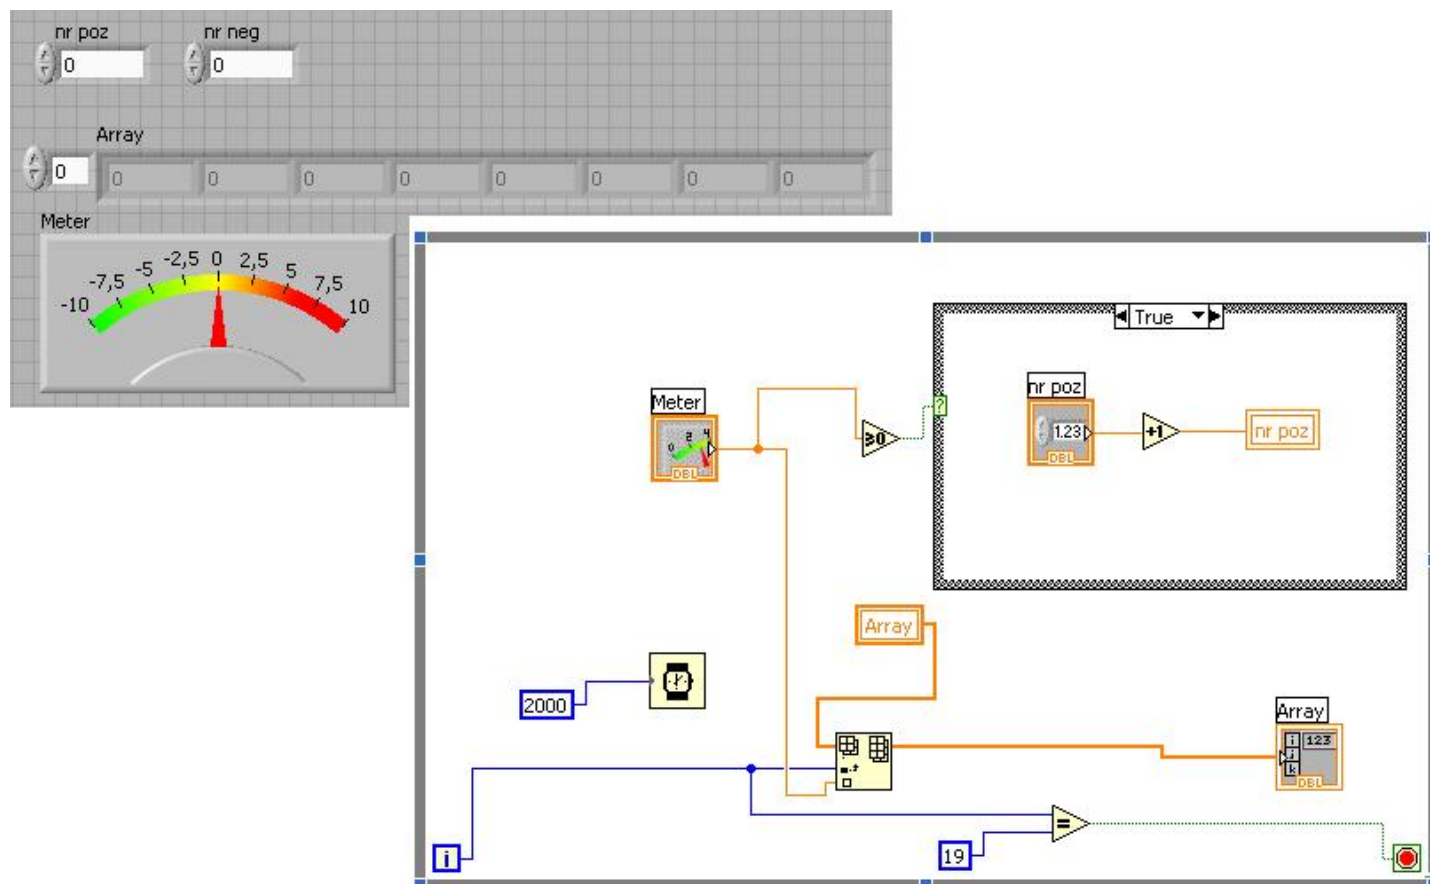 nr poz nr neg
0 0
Array
0 0 0 0 0 0 0 0 0
Meter
-10 -7,5 -5 -2,5 0 2,5 5 7,5 10
True
nr poz
1.23
DBL
+1
nr poz
Meter
0 2 4
DBL
≥0
?
Array
2000
Array
i 123
j
k
DBL
=
19
i